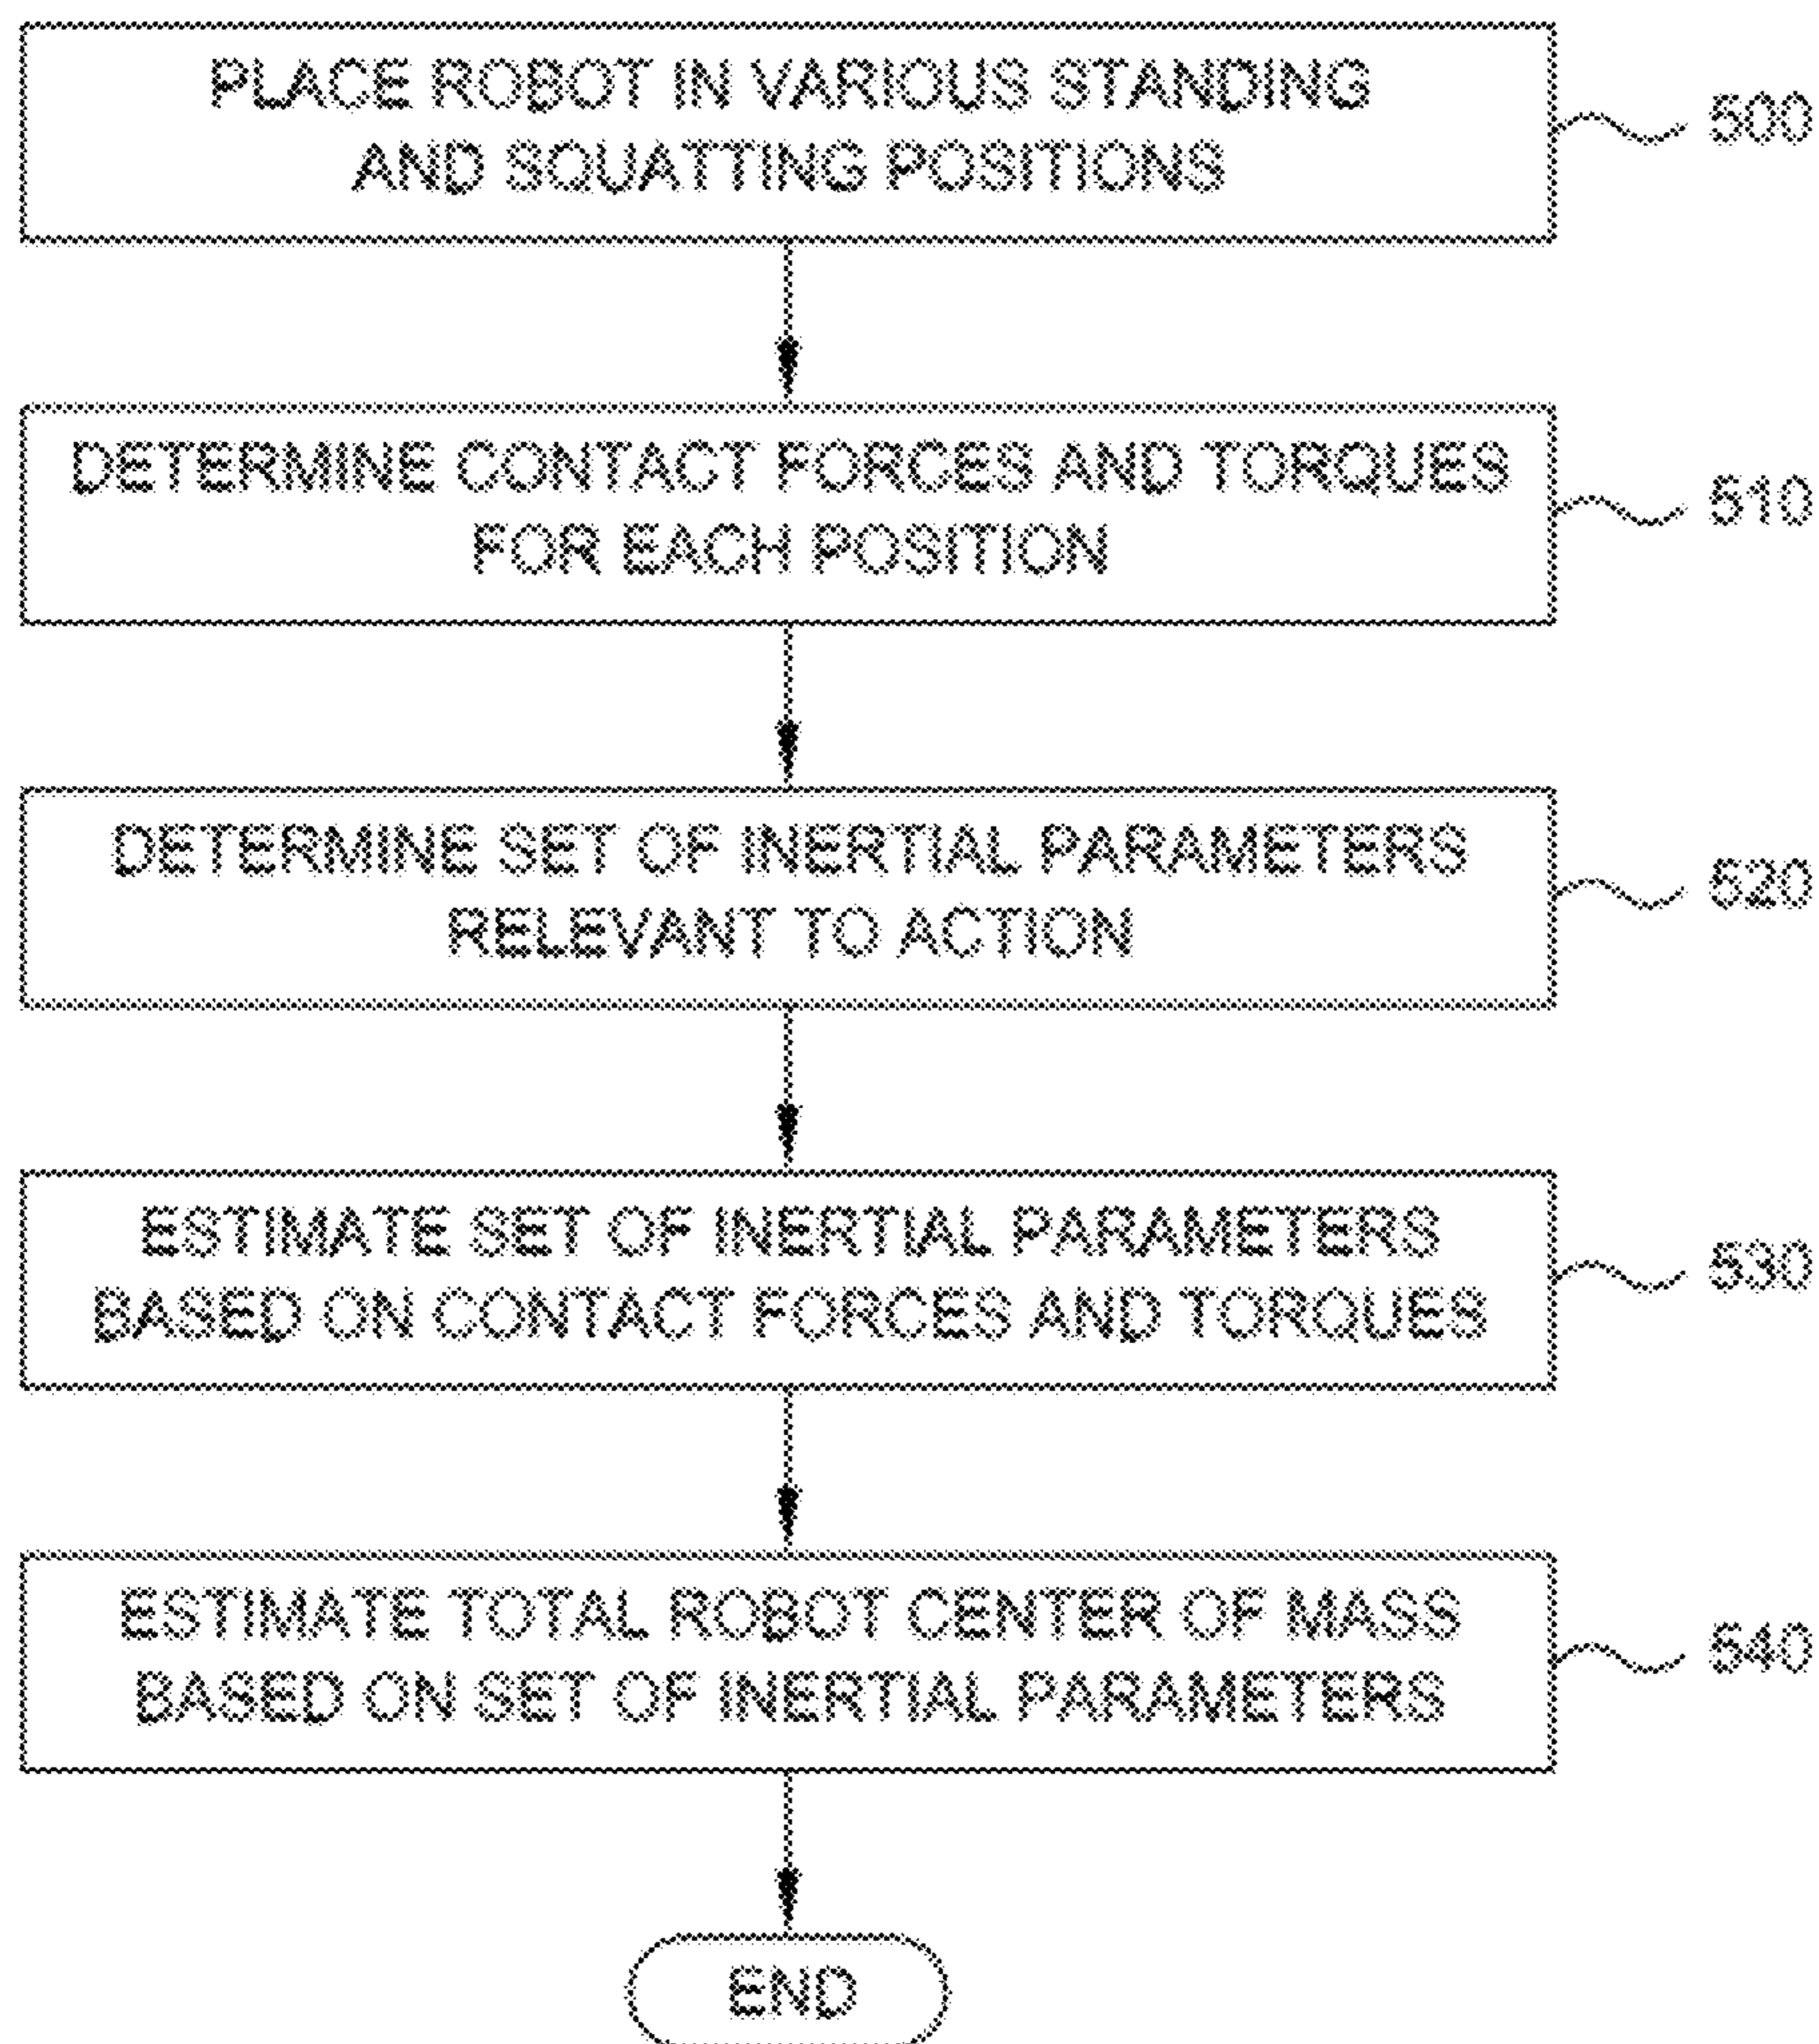 PLACE ROBOT IN VARIOUS STANDING
AND SQUATTING POSITIONS
500
DETERMINE CONTACT FORCES AND TORQUES
FOR EACH POSITION
510
DETERMINE SET OF INERTIAL PARAMETERS
RELEVANT TO ACTION
520
ESTIMATE SET OF INERTIAL PARAMETERS
BASED ON CONTACT FORCES AND TORQUES
530
ESTIMATE TOTAL ROBOT CENTER OF MASS
BASED ON SET OF INERTIAL PARAMETERS
540
END